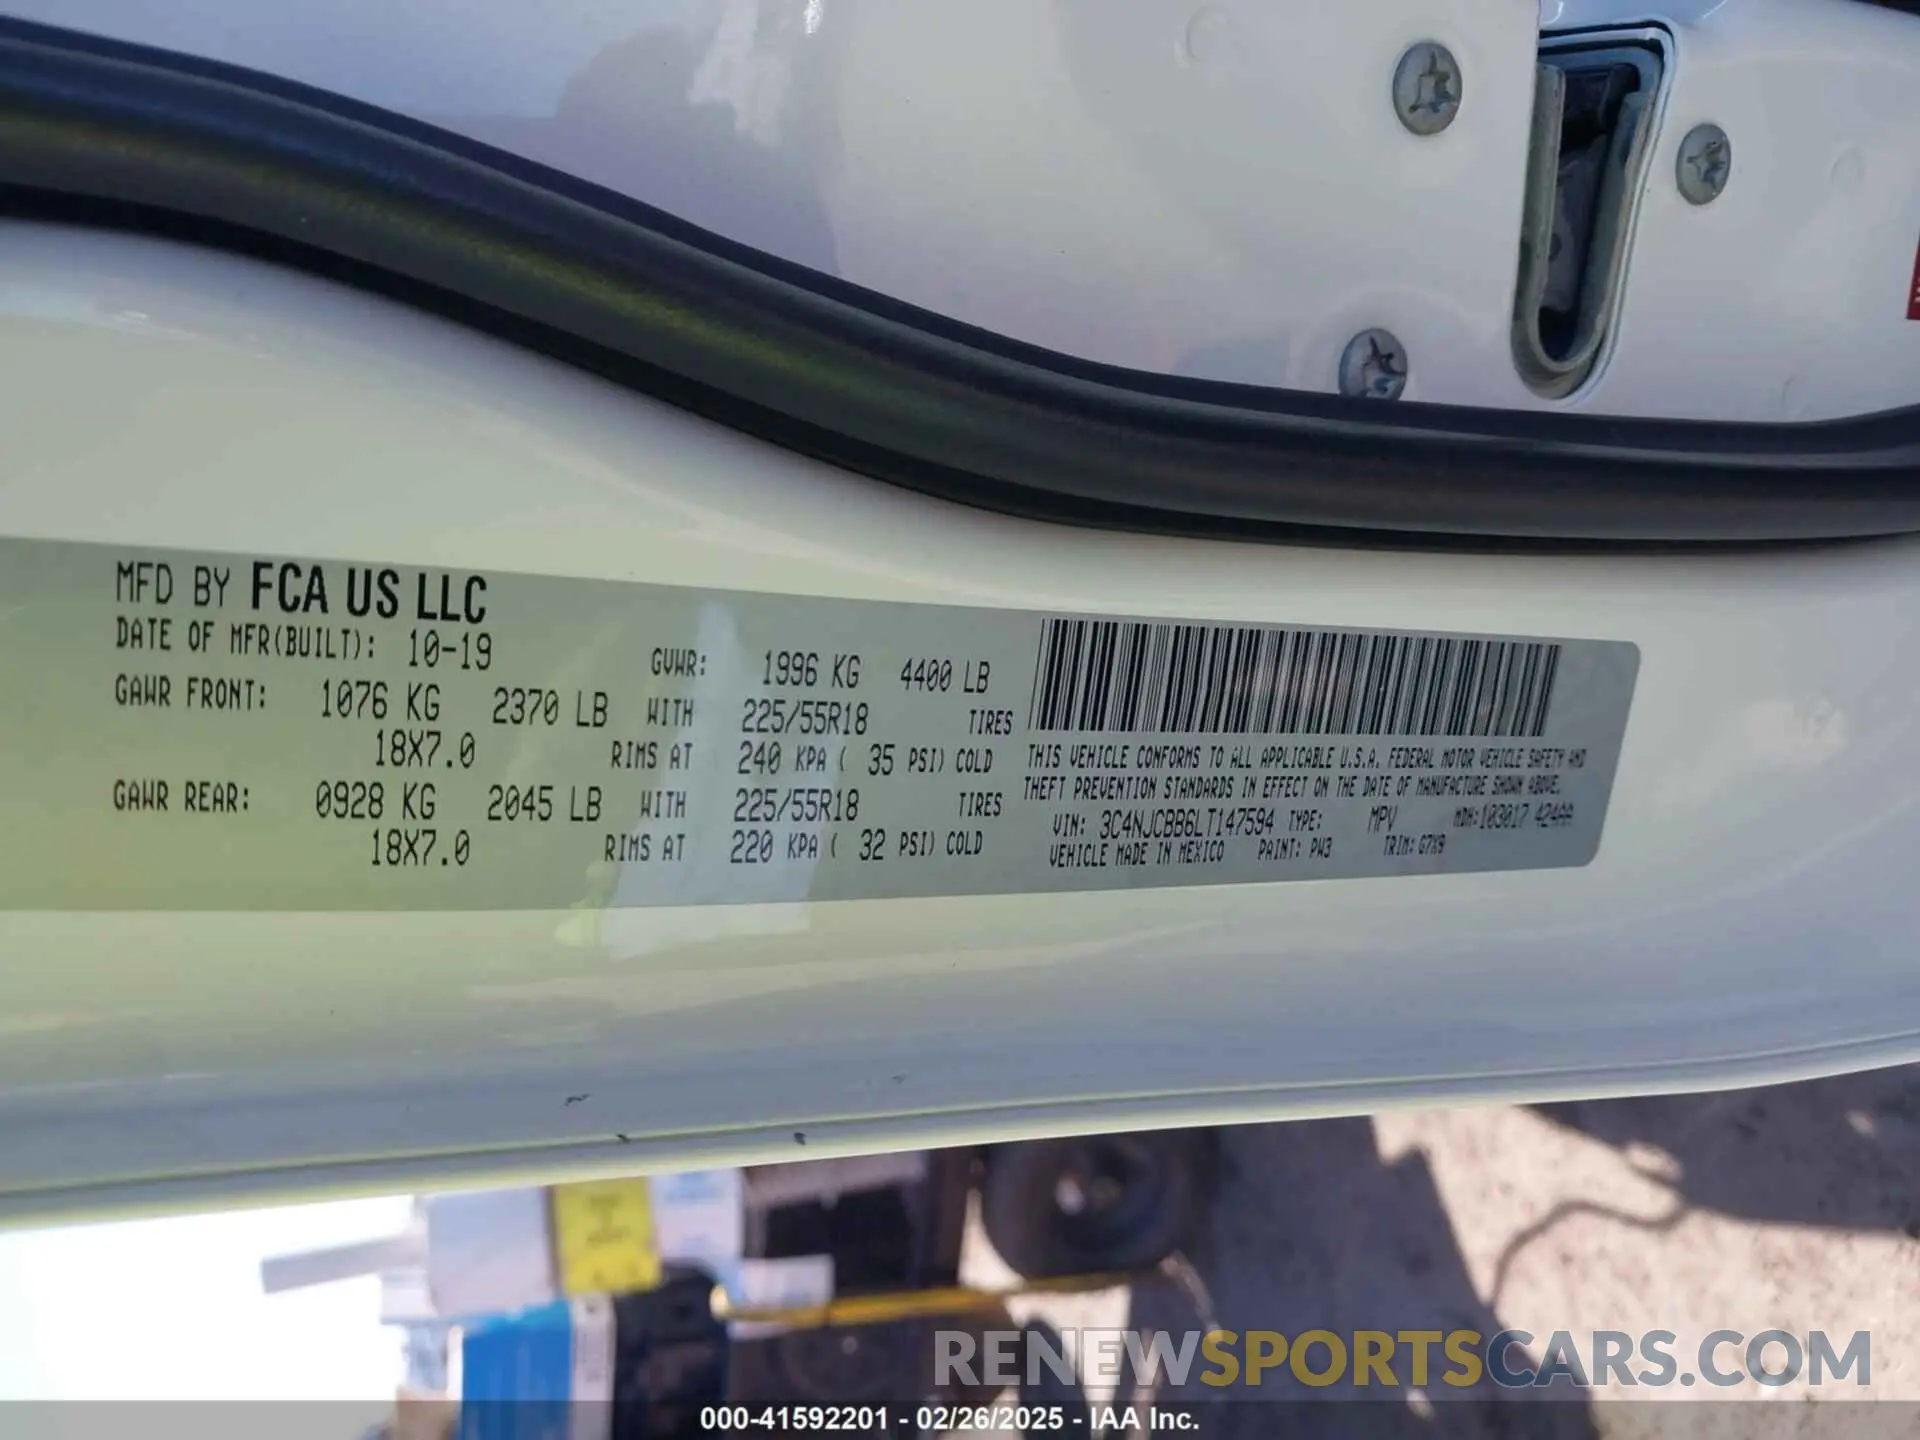 MFD BY FCA US LLC
DATE OF MFR(BUILT): 10-19
GVWR: 1996 KG 4400 LB
GAWR FRONT: 1076 KG 2370 LB WITH 225/55R18 TIRES
18X7.0 RIMS AT 240 KPA ( 35 PSI) COLD
GAWR REAR: 0928 KG 2045 LB WITH 225/55R18 TIRES
18X7.0 RIMS AT 220 KPA ( 32 PSI) COLD
THIS VEHICLE CONFORMS TO ALL APPLICABLE U.S.A. FEDERAL MOTOR VEHICLE SAFETY AND
THEFT PREVENTION STANDARDS IN EFFECT ON THE DATE OF MANUFACTURE SHOWN ABOVE.
VIN: 3C4NJCBB6LT147594 TYPE: MPV MDH:103017 424AA
VEHICLE MADE IN MEXICO PAINT: PW3 TRIM: G7X9
RENEWSPORTSCARS.COM
000-41592201 - 02/26/2025 - IAA Inc.